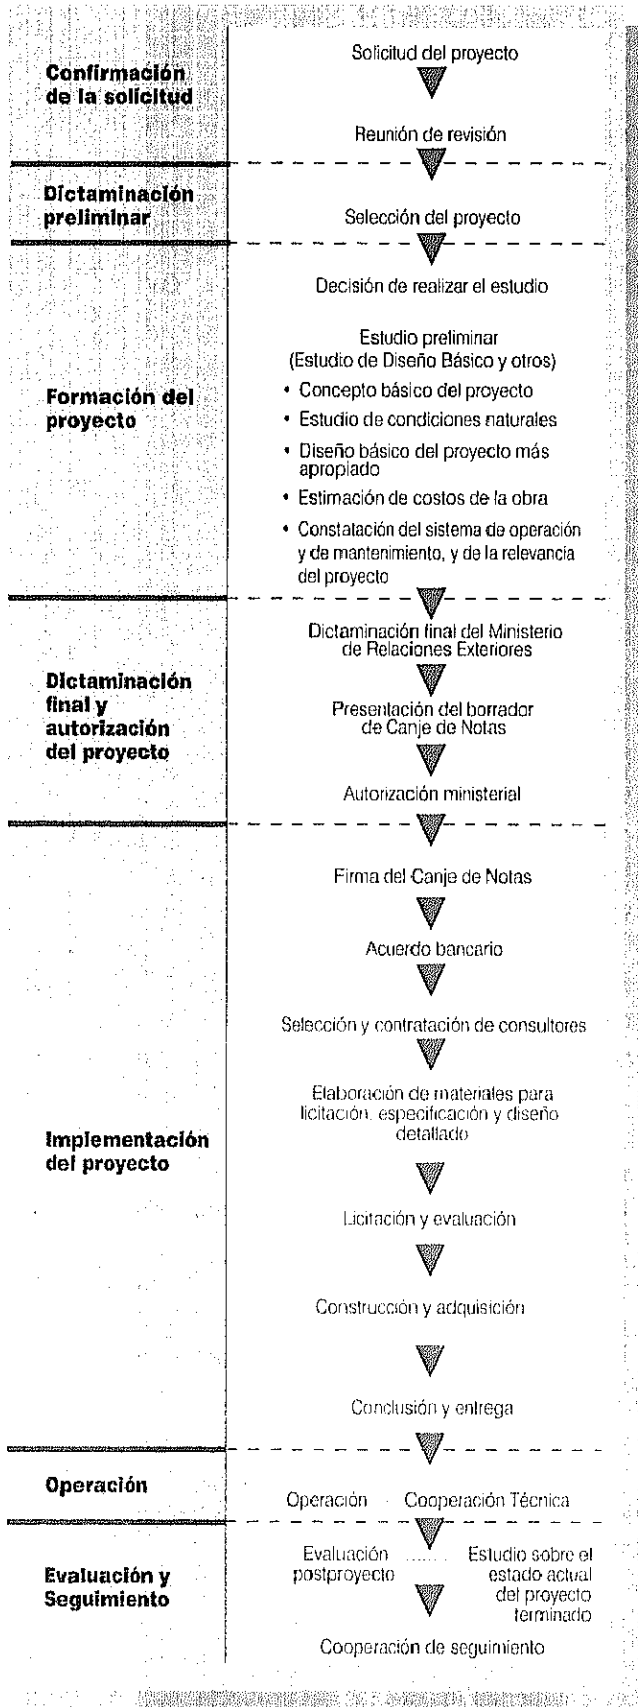 Confirmación
de la solicitud
Solicitud del proyecto
Reunión de revisión
Dictaminación
preliminar
Selección del proyecto
Formación del
proyecto
Decisión de realizar el estudio
Estudio preliminar
(Estudio de Diseño Básico y otros)
• Concepto básico del proyecto
• Estudio de condiciones naturales
• Diseño básico del proyecto más
apropiado
• Estimación de costos de la obra
• Constatación del sistema de operación
y de mantenimiento, y de la relevancia
del proyecto
Dictaminación
final y
autorización
del proyecto
Dictaminación final del Ministerio
de Relaciones Exteriores
Presentación del borrador
de Canje de Notas
Autorización ministerial
Implementación
del proyecto
Firma del Canje de Notas
Acuerdo bancario
Selección y contratación de consultores
Elaboración de materiales para
licitación, especificación y diseño
detallado
Licitación y evaluación
Construcción y adquisición
Conclusión y entrega
Operación
Operación Cooperación Técnica
Evaluación y
Seguimiento
Evaluación
postproyecto
Estudio sobre el
estado actual
del proyecto
terminado
Cooperación de seguimiento